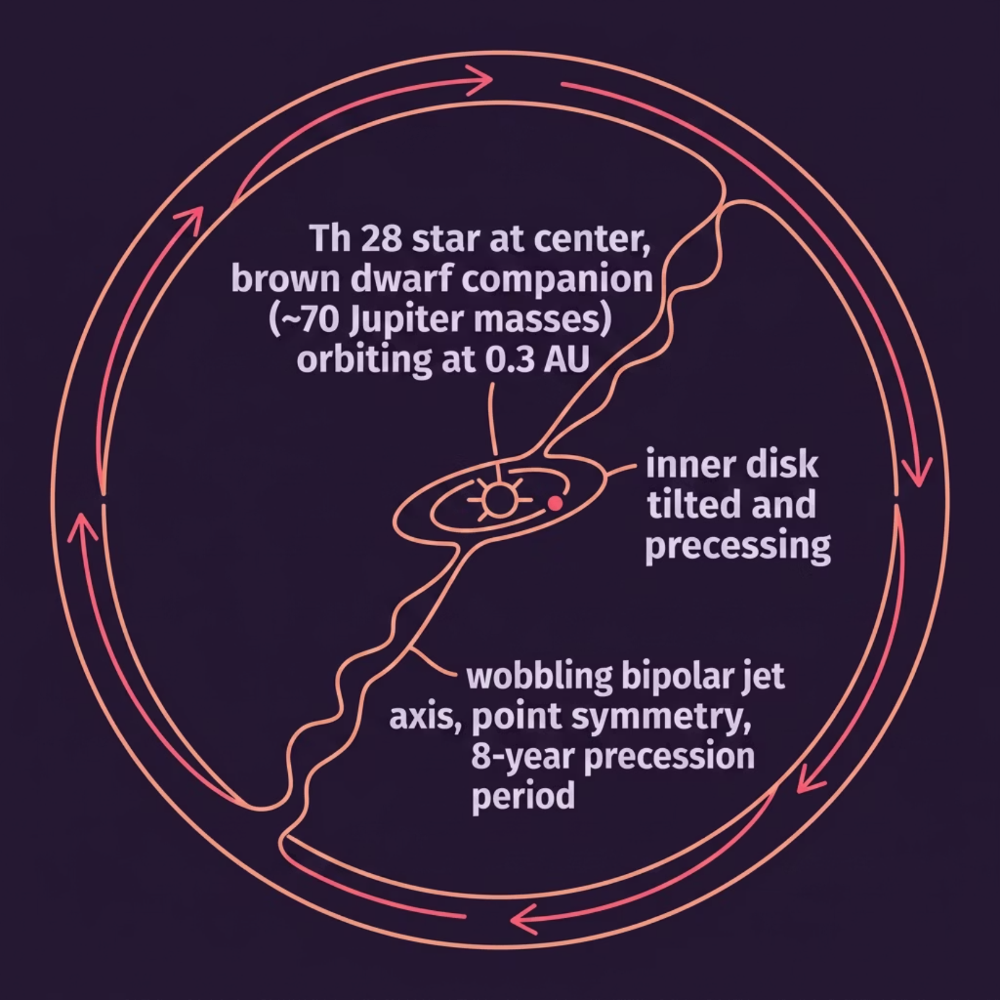 Th 28 star at center,
brown dwarf companion
(~70 Jupiter masses)
orbiting at 0.3 AU
inner disk
tilted and
precessing
wobbling bipolar jet
axis, point symmetry,
8-year precession
period